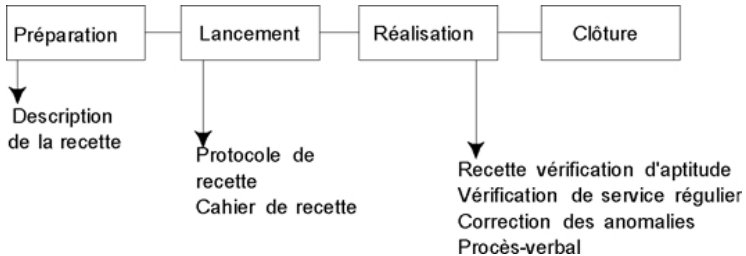 Préparation
Lancement
Réalisation
Clôture
Description
de la recette
Protocole de
recette
Cahier de recette
Recette vérification d'aptitude
Vérification de service régulier
Correction des anomalies
Procès-verbal